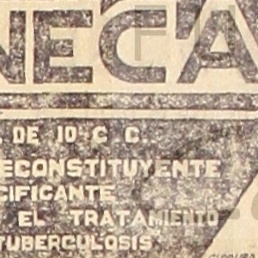 NECA
DE 10 C. C.
ECONSTITUYENTE
CIFICANTE
EL TRATAMIENTO
TUBERCULOSIS